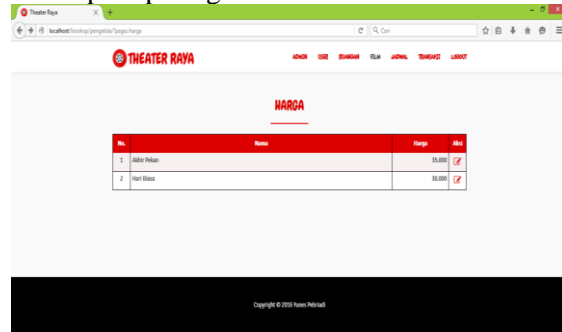 Theater Raya
localhost/bioskop/pengelola/?page=harga
Cari
THEATER RAYA
ADMIN USER RUANGAN FILM JADWAL TRANSAKSI LOGOUT
HARGA
No. Nama Harga Aksi
1 Akhir Pekan 35.000
2 Hari Biasa 30.000
Copyright © 2016 Yunes Pebriadi